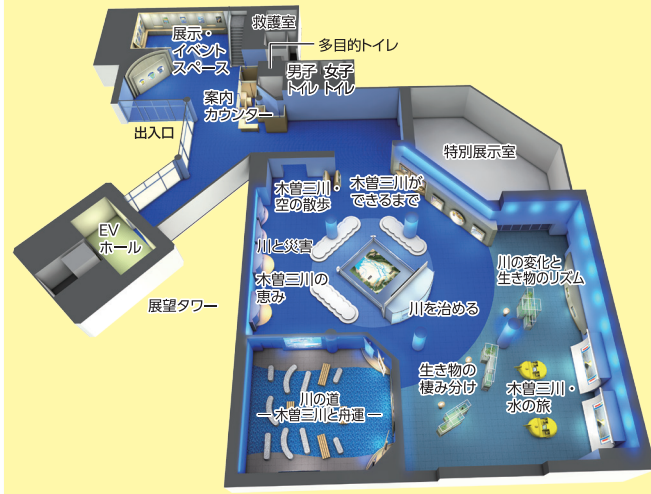 展示・
イベント
スペース
救護室
多目的トイレ
男子
トイレ
女子
トイレ
案内
カウンター
出入口
特別展示室
木曽三川・
空の散歩
木曽三川が
できるまで
EV
ホール
川と災害
川の変化と
生き物のリズム
木曽三川の
恵み
展望タワー
川を治める
生き物の
棲み分け
木曽三川・
水の旅
川の道
― 木曽三川と舟運 ―